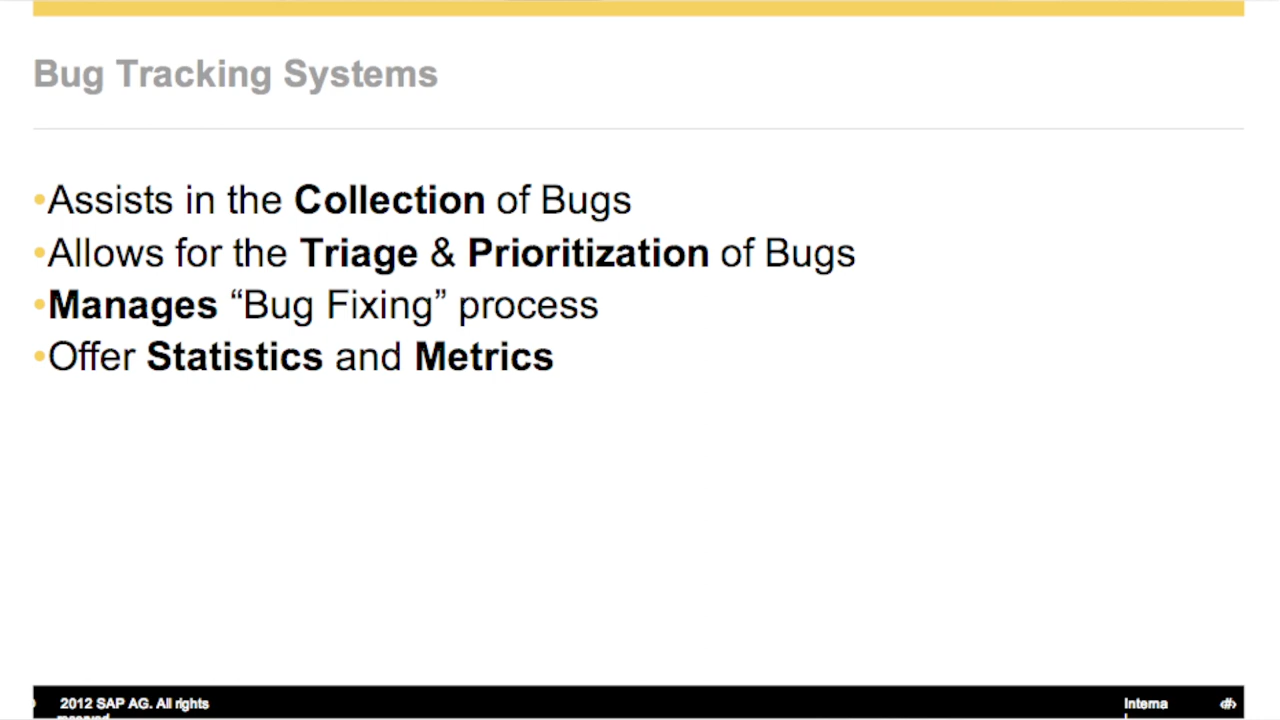 Bug Tracking Systems
•Assists in the Collection of Bugs
•Allows for the Triage & Prioritization of Bugs
•Manages “Bug Fixing” process
•Offer Statistics and Metrics
2012 SAP AG. All rights
reserved
Interna
‹#›